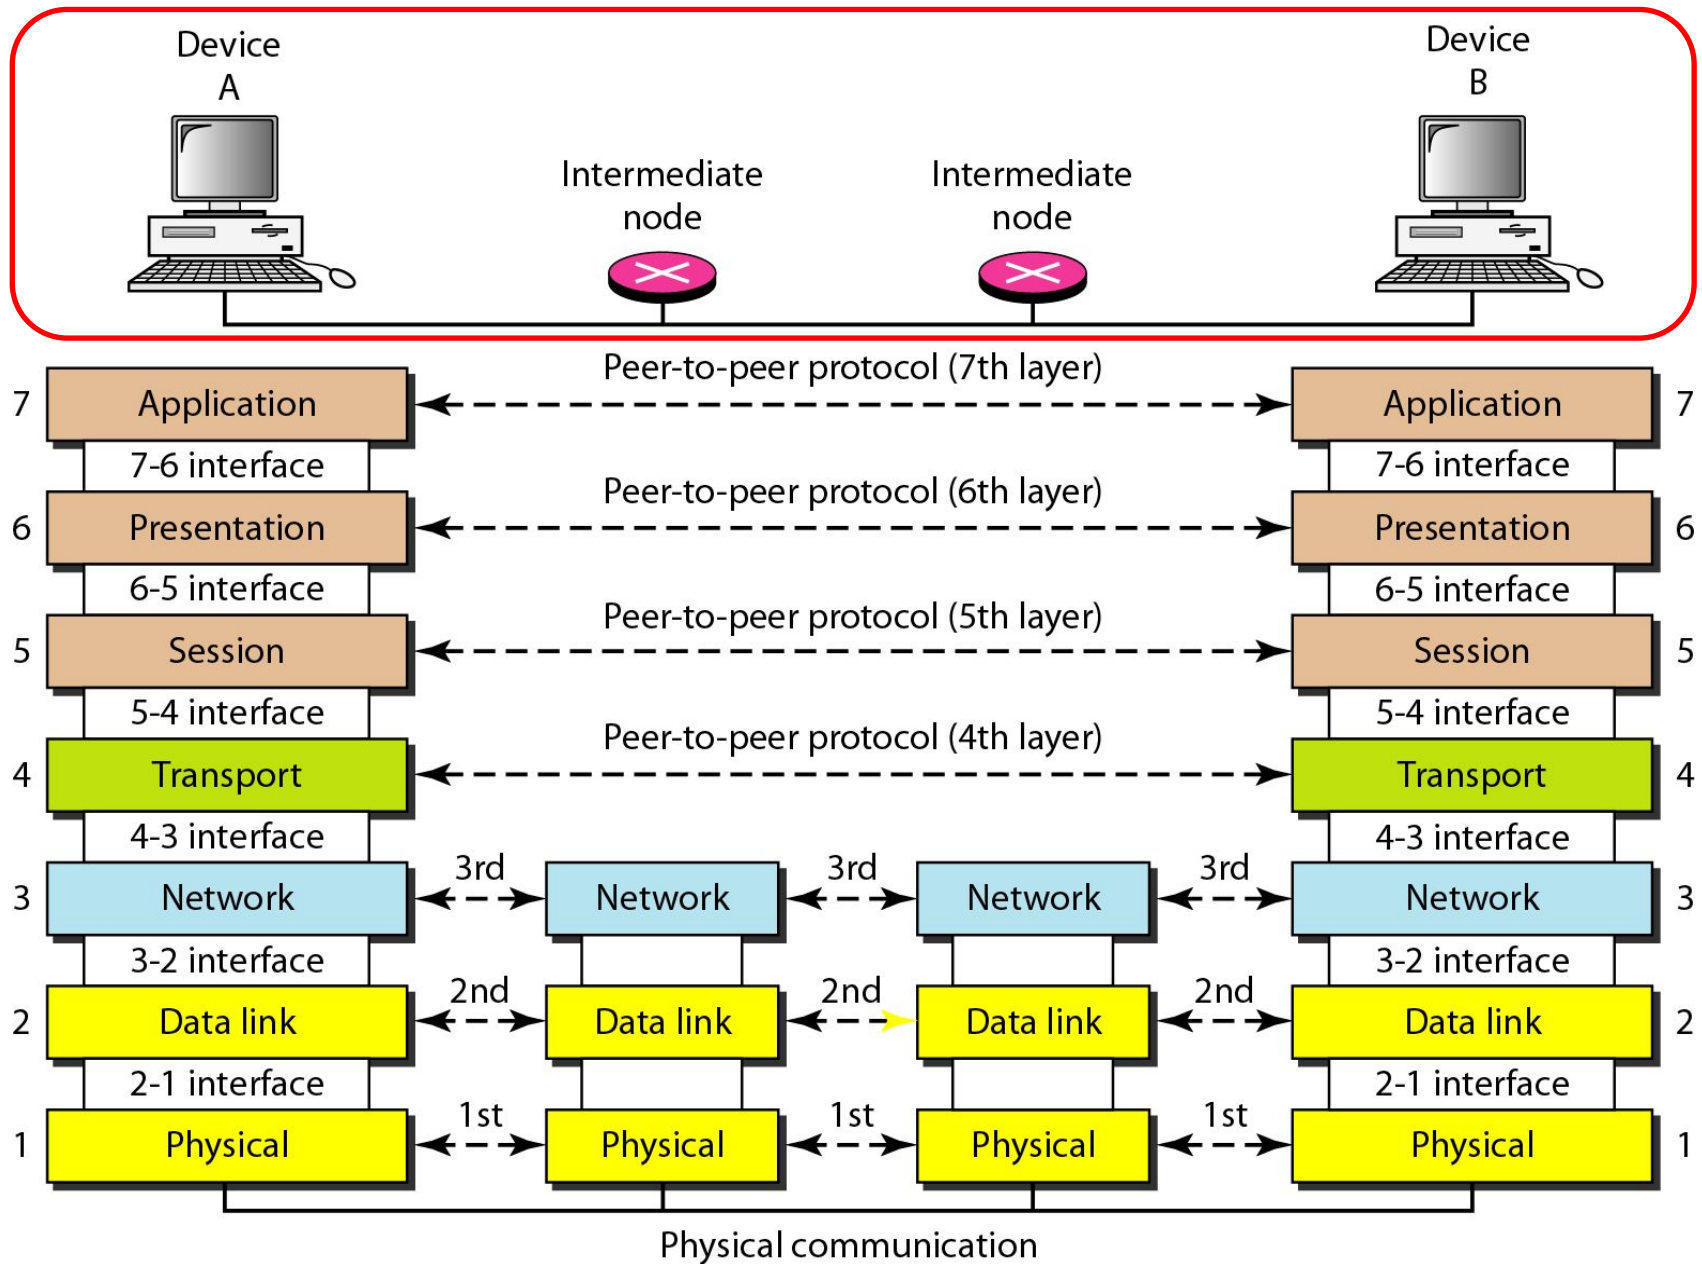 Device
A
Device
B
Intermediate
node
Intermediate
node
Peer-to-peer protocol (7th layer)
7 Application Application 7
7-6 interface 7-6 interface
Peer-to-peer protocol (6th layer)
6 Presentation Presentation 6
6-5 interface 6-5 interface
Peer-to-peer protocol (5th layer)
5 Session Session 5
5-4 interface 5-4 interface
Peer-to-peer protocol (4th layer)
4 Transport Transport 4
4-3 interface 4-3 interface
3rd 3rd 3rd
3 Network Network Network Network 3
3-2 interface 3-2 interface
2nd 2nd 2nd
2 Data link Data link Data link Data link 2
2-1 interface 2-1 interface
1st 1st 1st
1 Physical Physical Physical Physical 1
Physical communication